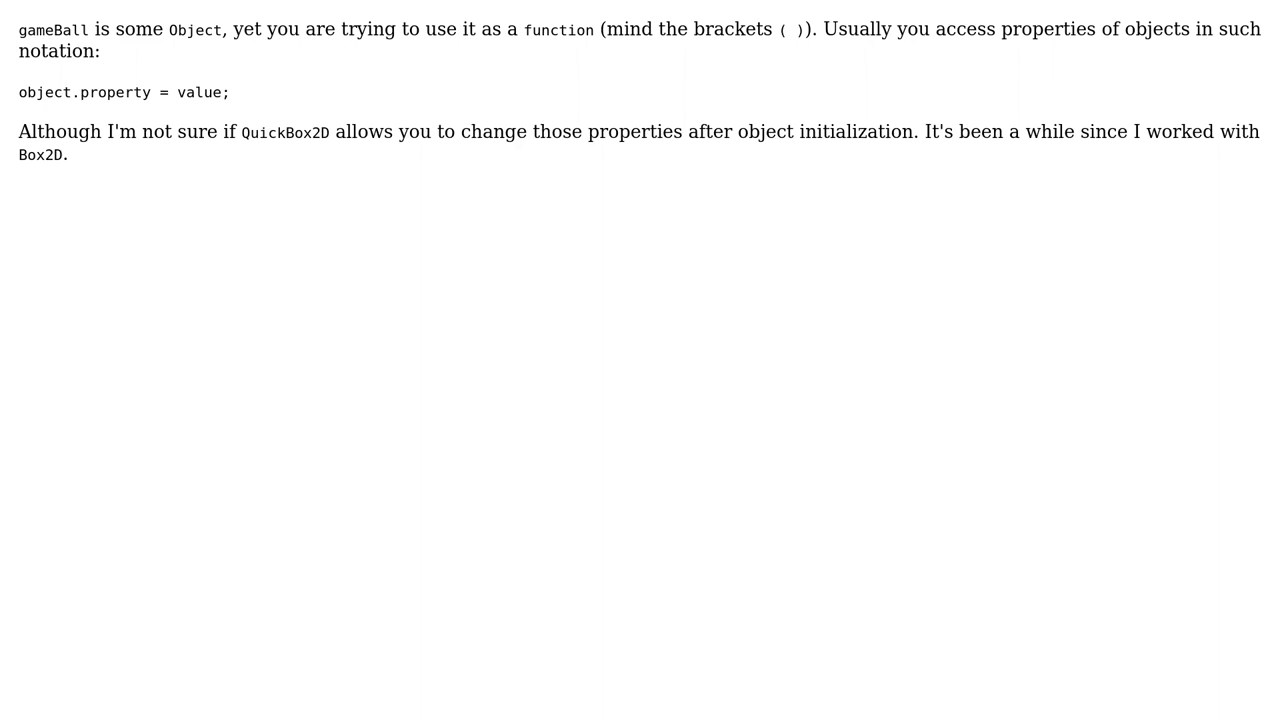 gameBall is some Object, yet you are trying to use it as a function (mind the brackets ( )). Usually you access properties of objects in such
notation:
object.property = value;
Although I'm not sure if QuickBox2D allows you to change those properties after object initialization. It's been a while since I worked with
Box2D.